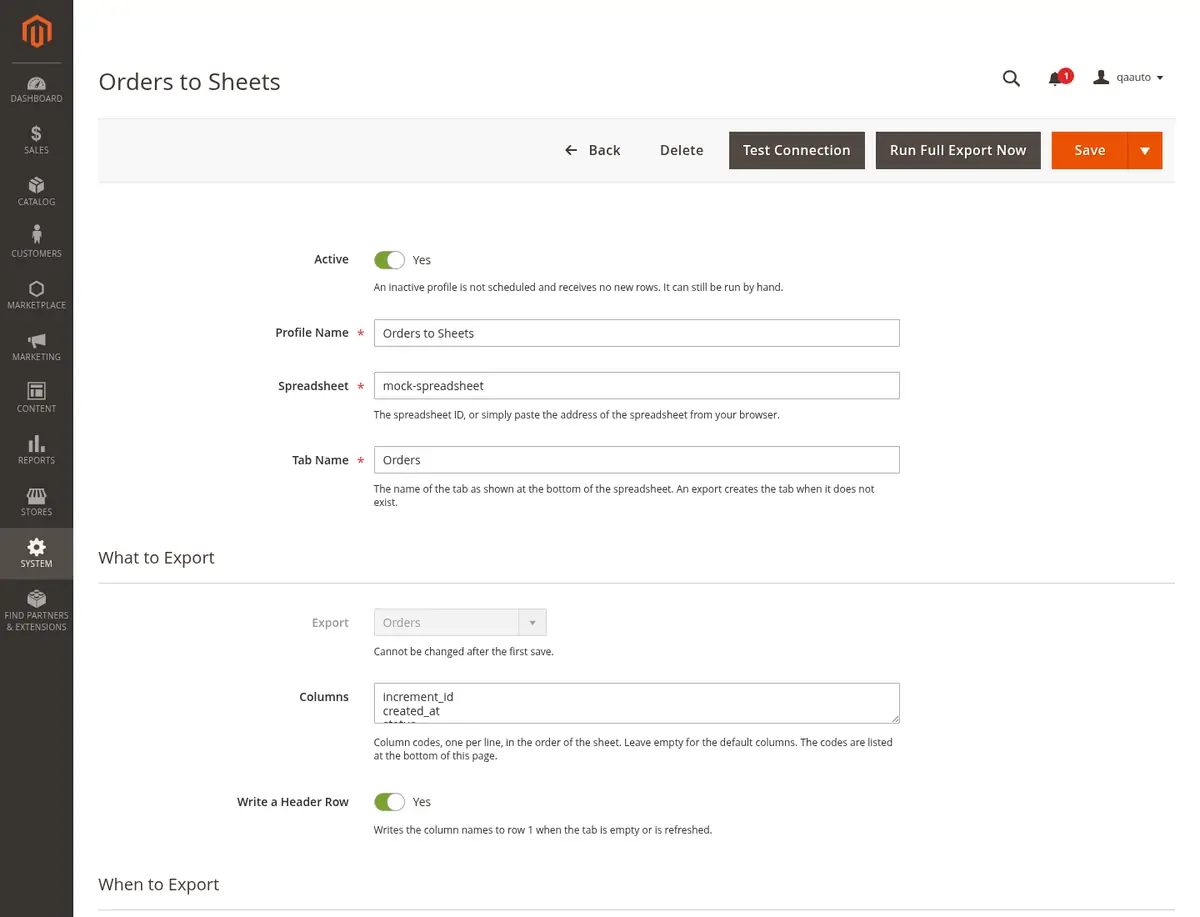 Orders to Sheets
1
qaauto
DASHBOARD
SALES
CATALOG
CUSTOMERS
MARKETPLACE
MARKETING
CONTENT
REPORTS
STORES
SYSTEM
FIND PARTNERS
& EXTENSIONS
Back
Delete
Test Connection
Run Full Export Now
Save
Active
Yes
An inactive profile is not scheduled and receives no new rows. It can still be run by hand.
Profile Name *
Orders to Sheets
Spreadsheet *
mock-spreadsheet
The spreadsheet ID, or simply paste the address of the spreadsheet from your browser.
Tab Name *
Orders
The name of the tab as shown at the bottom of the spreadsheet. An export creates the tab when it does not
exist.
What to Export
Export
Orders
Cannot be changed after the first save.
Columns
increment_id
created_at
Column codes, one per line, in the order of the sheet. Leave empty for the default columns. The codes are listed
at the bottom of this page.
Write a Header Row
Yes
Writes the column names to row 1 when the tab is empty or is refreshed.
When to Export